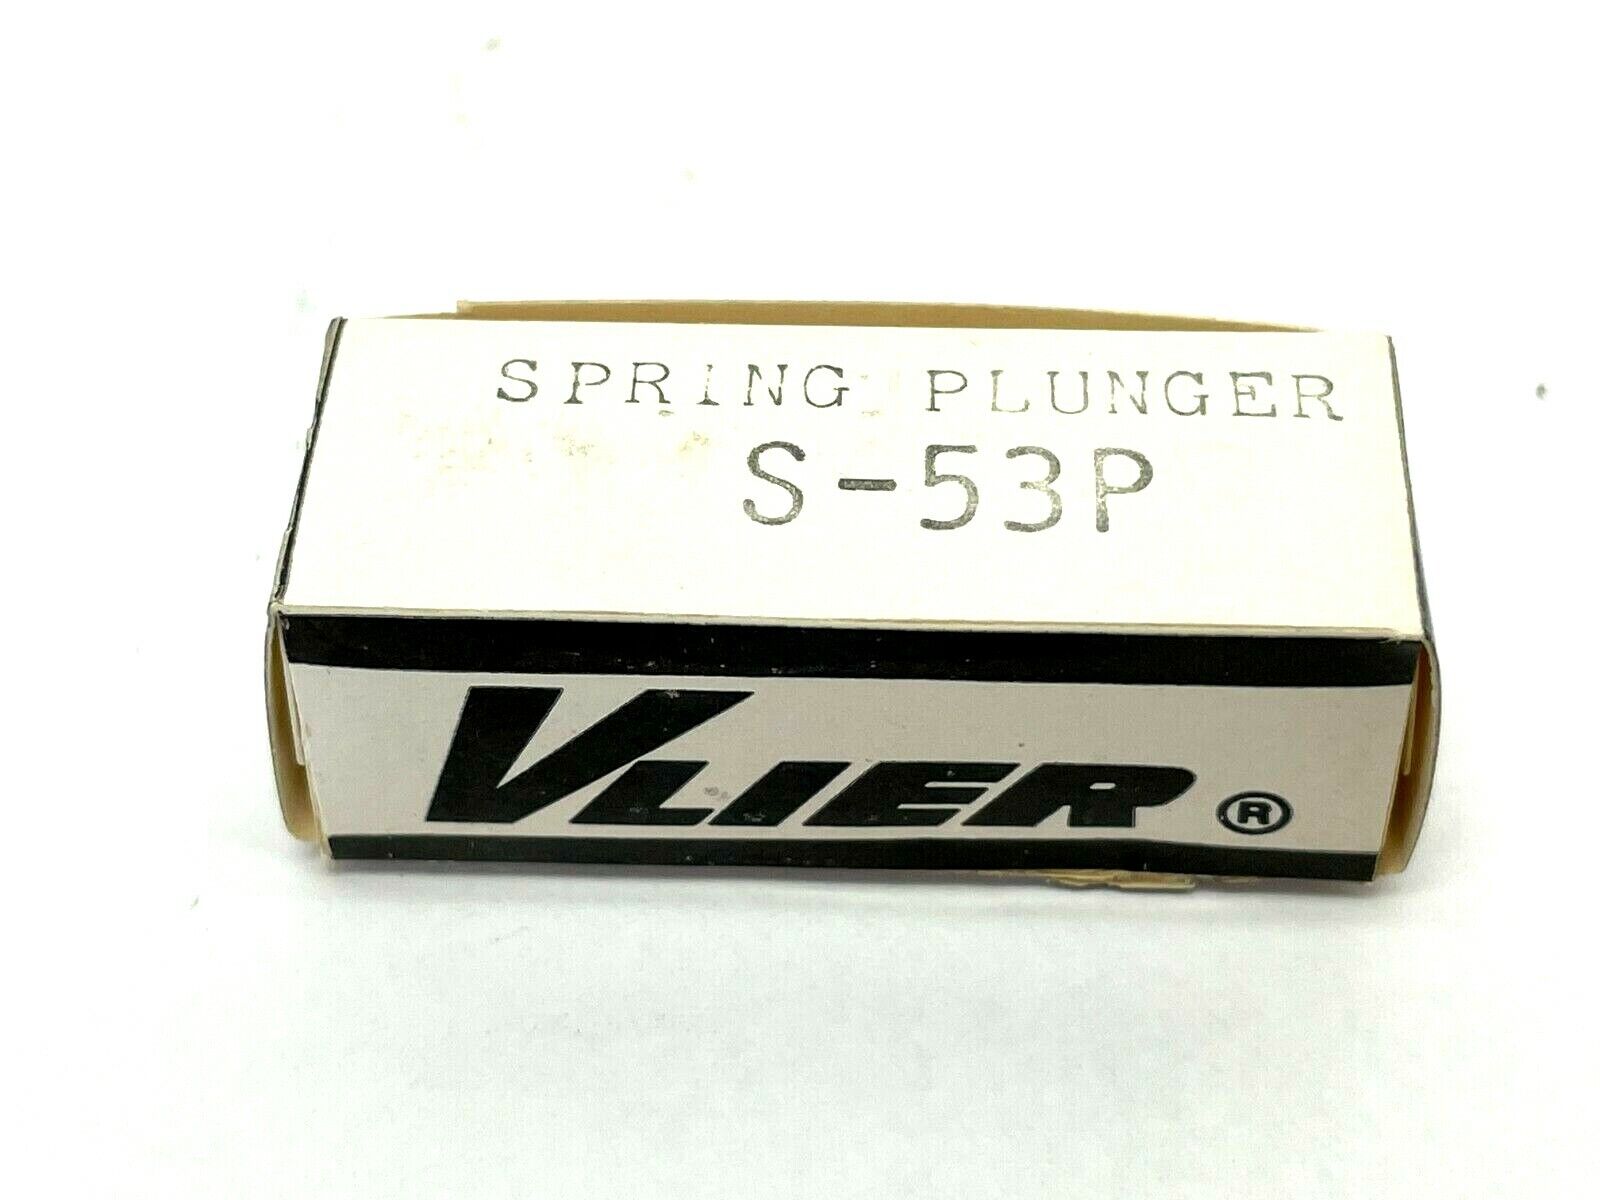 SPRING PLUNGER
S-53P
VLIER ®